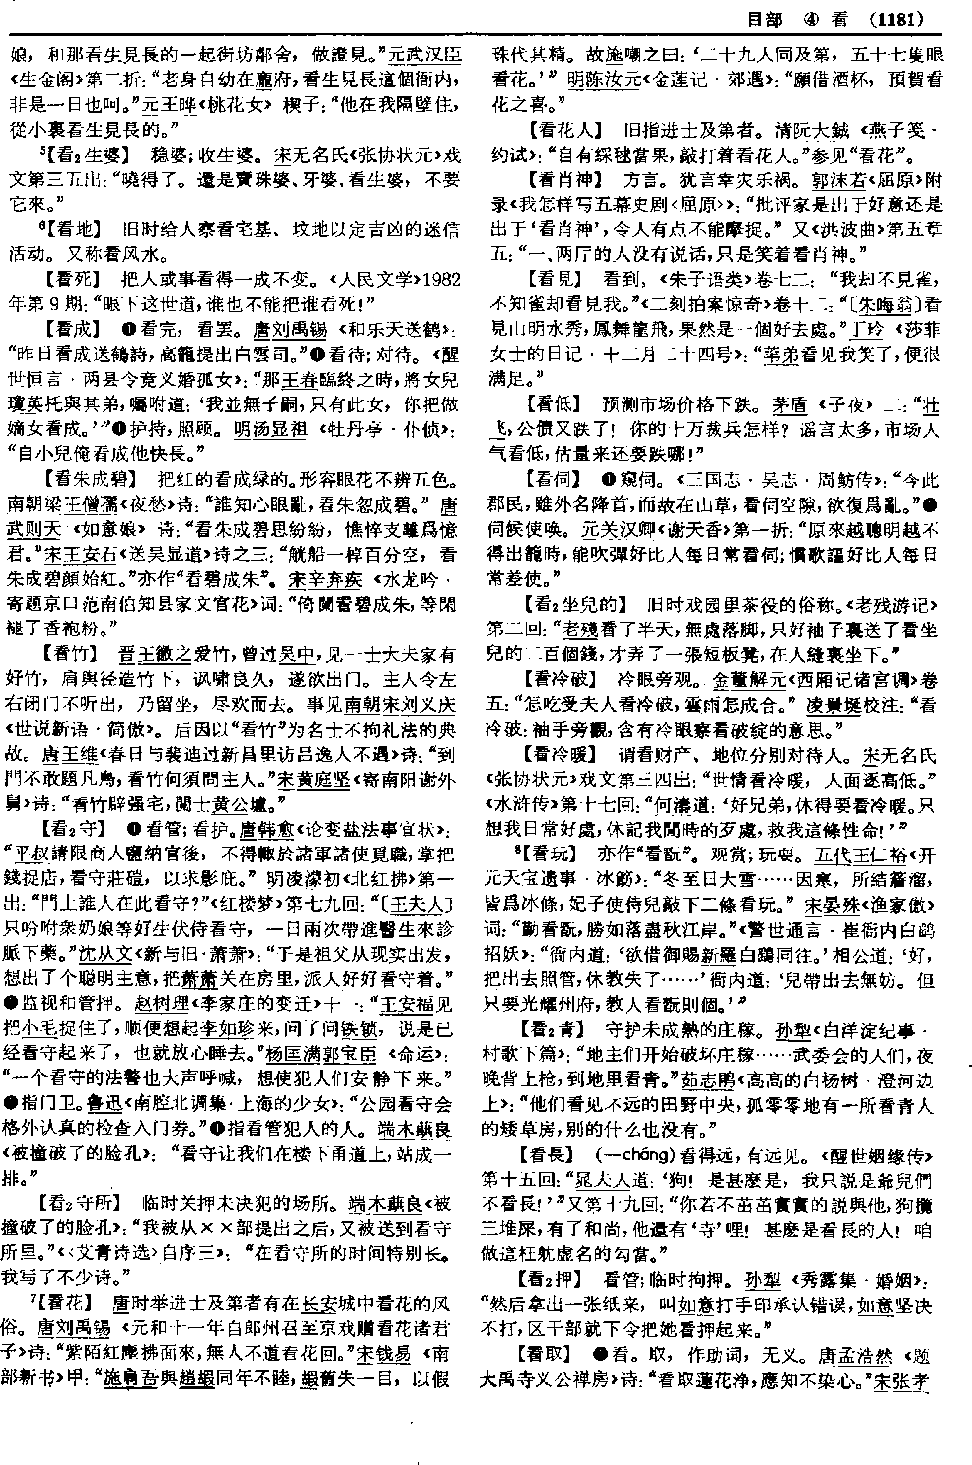 目部 ④ 看 (1181)
娘，和那看生見長的一起街坊鄰舍，做證見。”元武汉臣
《生金阁》第二折：“老身自幼在龐府，看生見長這個衙内，
非是一日也呵。”元王晔《桃花女》楔子：“他在我隔壁住，
從小裏看生見長的。”
⁵【看₂生婆】 稳婆；收生婆。宋无名氏《张协状元》戏
文第三五出：“曉得了。還是賣珠婆、牙婆、看生婆，不要
它來。”
⁶【看地】 旧时给人察看宅基、坟地以定吉凶的迷信
活动。又称看风水。
【看死】 把人或事看得一成不变。《人民文学》1982
年第9期：“眼下这世道，谁也不能把谁看死！”
【看成】 ❶看完，看罢。唐刘禹锡《和乐天送鹤》：
“昨日看成送鶴詩，高籠提出白雲司。”❷看待；对待。《醒
世恒言·两县令竞义婚孤女》：“那王春臨終之時，將女兒
瓊英托與其弟，囑咐道：‘我並無子嗣，只有此女，你把做
嫡女看成。’”❸护持，照顾。明汤显祖《牡丹亭·仆侦》：
“自小兒俺看成他快長。”
【看朱成碧】 把红的看成绿的。形容眼花不辨五色。
南朝梁王僧孺《夜愁》诗：“誰知心眼亂，看朱忽成碧。”唐
武则天《如意娘》诗：“看朱成碧思紛紛，憔悴支離爲憶
君。”宋王安石《送吴显道》诗之三：“觥船一棹百分空，看
朱成碧顔始紅。”亦作“看碧成朱”。宋辛弃疾《水龙吟·
寄题京口范南伯知县家文官花》词：“倚闌看碧成朱，等閑
褪了香袍粉。”
【看竹】 晋王徽之爱竹，曾过吴中，见一士大夫家有
好竹，肩舆径造竹下，讽啸良久，遂欲出门。主人令左
右闭门不听出，乃留坐，尽欢而去。事见南朝宋刘义庆
《世说新语·简傲》。后因以“看竹”为名士不拘礼法的典
故。唐王维《春日与裴迪过新昌里访吕逸人不遇》诗：“到
門不敢題凡鳥，看竹何須問主人。”宋黄庭坚《寄南阳谢外
舅》诗：“看竹辟强宅，閲士黄公壚。”
【看₂守】 ❶看管；看护。唐韩愈《论变盐法事宜状》：
“平叔請限商人鹽納官後，不得輒於諸軍諸使覓職，掌把
錢捉店，看守莊磑，以求影庇。”明凌濛初《北红拂》第一
出：“門上誰人在此看守？”《红楼梦》第七九回：“〔王夫人〕
只吩咐衆奶娘等好生伏侍看守，一日兩次帶進醫生來診
脈下藥。”沈从文《新与旧·萧萧》：“于是祖父从现实出发，
想出了个聪明主意，把萧萧关在房里，派人好好看守着。”
❷监视和管押。赵树理《李家庄的变迁》十一：“王安福见
把小毛捉住了，顺便想起李如珍来，问了问铁锁，说是已
经看守起来了，也就放心睡去。”杨匡满郭宝臣《命运》：
“一个看守的法警也大声呼喊，想使犯人们安静下来。”
❸指门卫。鲁迅《南腔北调集·上海的少女》：“公园看守会
格外认真的检查入门券。”❹指看管犯人的人。端木蕻良
《被撞破了的脸孔》：“看守让我们在楼下甬道上，站成一
排。”
【看₂守所】 临时关押未决犯的场所。端木蕻良《被
撞破了的脸孔》：“我被从××部提出之后，又被送到看守
所里。”《〈艾青诗选〉自序三》：“在看守所的时间特别长。
我写了不少诗。”
⁷【看花】 唐时举进士及第者有在长安城中看花的风
俗。唐刘禹锡《元和十一年自郎州召至京戏赠看花诸君
子》诗：“紫陌紅塵拂面來，無人不道看花回。”宋钱易《南
部新书》甲：“施肩吾與趙嘏同年不睦，嘏舊失一目，以假
珠代其精。故施嘲之曰：‘二十九人同及第，五十七隻眼
看花。’”明陈汝元《金莲记·郊遇》：“願借酒杯，預賀看
花之喜。”
【看花人】 旧指进士及第者。清阮大鋮《燕子笺·
约试》：“自有綵毬當果，敲打着看花人。”参见“看花”。
【看肖神】 方言。犹言幸灾乐祸。郭沫若《屈原》附
录《我怎样写五幕史剧〈屈原〉》：“批评家是出于好意还是
出于‘看肖神’，令人有点不能摩捉。”又《洪波曲》第五章
五：“一、两厅的人没有说话，只是笑着看肖神。”
【看見】 看到。《朱子语类》卷七二：“我却不見雀，
不知雀却看見我。”《二刻拍案惊奇》卷十二：“〔朱晦翁〕看
見山明水秀，鳳舞龍飛，果然是一個好去處。”丁玲《莎菲
女士的日记·十二月二十四号》：“苇弟看见我笑了，便很
满足。”
【看低】 预测市场价格下跌。茅盾《子夜》二：“壮
飞，公債又跌了！你的十万裁兵怎样？谣言太多，市场人
气看低，估量来还要跌哪！”
【看伺】 ❶窥伺。《三国志·吴志·周鲂传》：“今此
郡民，雖外名降首，而故在山草，看伺空隙，欲復爲亂。”❷
伺候使唤。元关汉卿《谢天香》第一折：“原來越聰明越不
得出籠時，能吹彈好比人每日常看伺；慣歌謳好比人每日
常差使。”
【看₂坐兒的】 旧时戏园里茶役的俗称。《老残游记》
第二回：“老殘看了半天，無處落脚，只好袖子裏送了看坐
兒的二百個錢，才弄了一張短板凳，在人縫裏坐下。”
【看冷破】 冷眼旁观。金董解元《西厢记诸宫调》卷
五：“怎吃受夫人看冷破，雲雨怎成合。”凌景埏校注：“看
冷破：袖手旁觀，含有冷眼察看破綻的意思。”
【看冷暖】 谓看财产、地位分别对待人。宋无名氏
《张协状元》戏文第三四出：“世情看冷暖，人面逐高低。”
《水浒传》第十七回：“何濤道：‘好兄弟，休得要看冷暖。只
想我日常好處，休記我閒時的歹處，救我這條性命！’”
⁸【看玩】 亦作“看翫”。观赏；玩耍。五代王仁裕《开
元天宝遗事·冰筯》：“冬至日大雪……因寒，所結簷溜，
皆爲冰條，妃子使侍兒敲下二條看玩。”宋晏殊《渔家傲》
词：“勤看翫，勝如落盡秋江岸。”《警世通言·崔衙内白鹞
招妖》：“衙内道：‘欲借御賜新羅白鷂同往。’相公道：‘好，
把出去照管，休教失了……’衙内道：‘兒帶出去無妨。但
只要光耀州府，教人看翫則個。’”
【看₂青】 守护未成熟的庄稼。孙犁《白洋淀纪事·
村歌下篇》：“地主们开始破坏庄稼……武委会的人们，夜
晚背上枪，到地里看青。”茹志鹃《高高的白杨树·澄河边
上》：“他们看见不远的田野中央，孤零零地有一所看青人
的矮草房，别的什么也没有。”
【看長】 （－cháng）看得远，有远见。《醒世姻缘传》
第十五回：“晁大人道：‘狗！是甚麽是，我只說是爺兒們
不看長！’”又第十九回：“你若不茁茁實實的說與他，狗攮
三堆屎，有了和尚，他還有‘寺’哩！甚麽是看長的人！咱
做這枉躭虚名的勾當。”
【看₂押】 看管；临时拘押。孙犁《秀露集·婚姻》：
“然后拿出一张纸来，叫如意打手印承认错误，如意坚决
不打，区干部就下令把她看押起来。”
【看取】 ❶看。取，作助词，无义。唐孟浩然《题
大禹寺义公禅房》诗：“看取蓮花净，應知不染心。”宋张孝